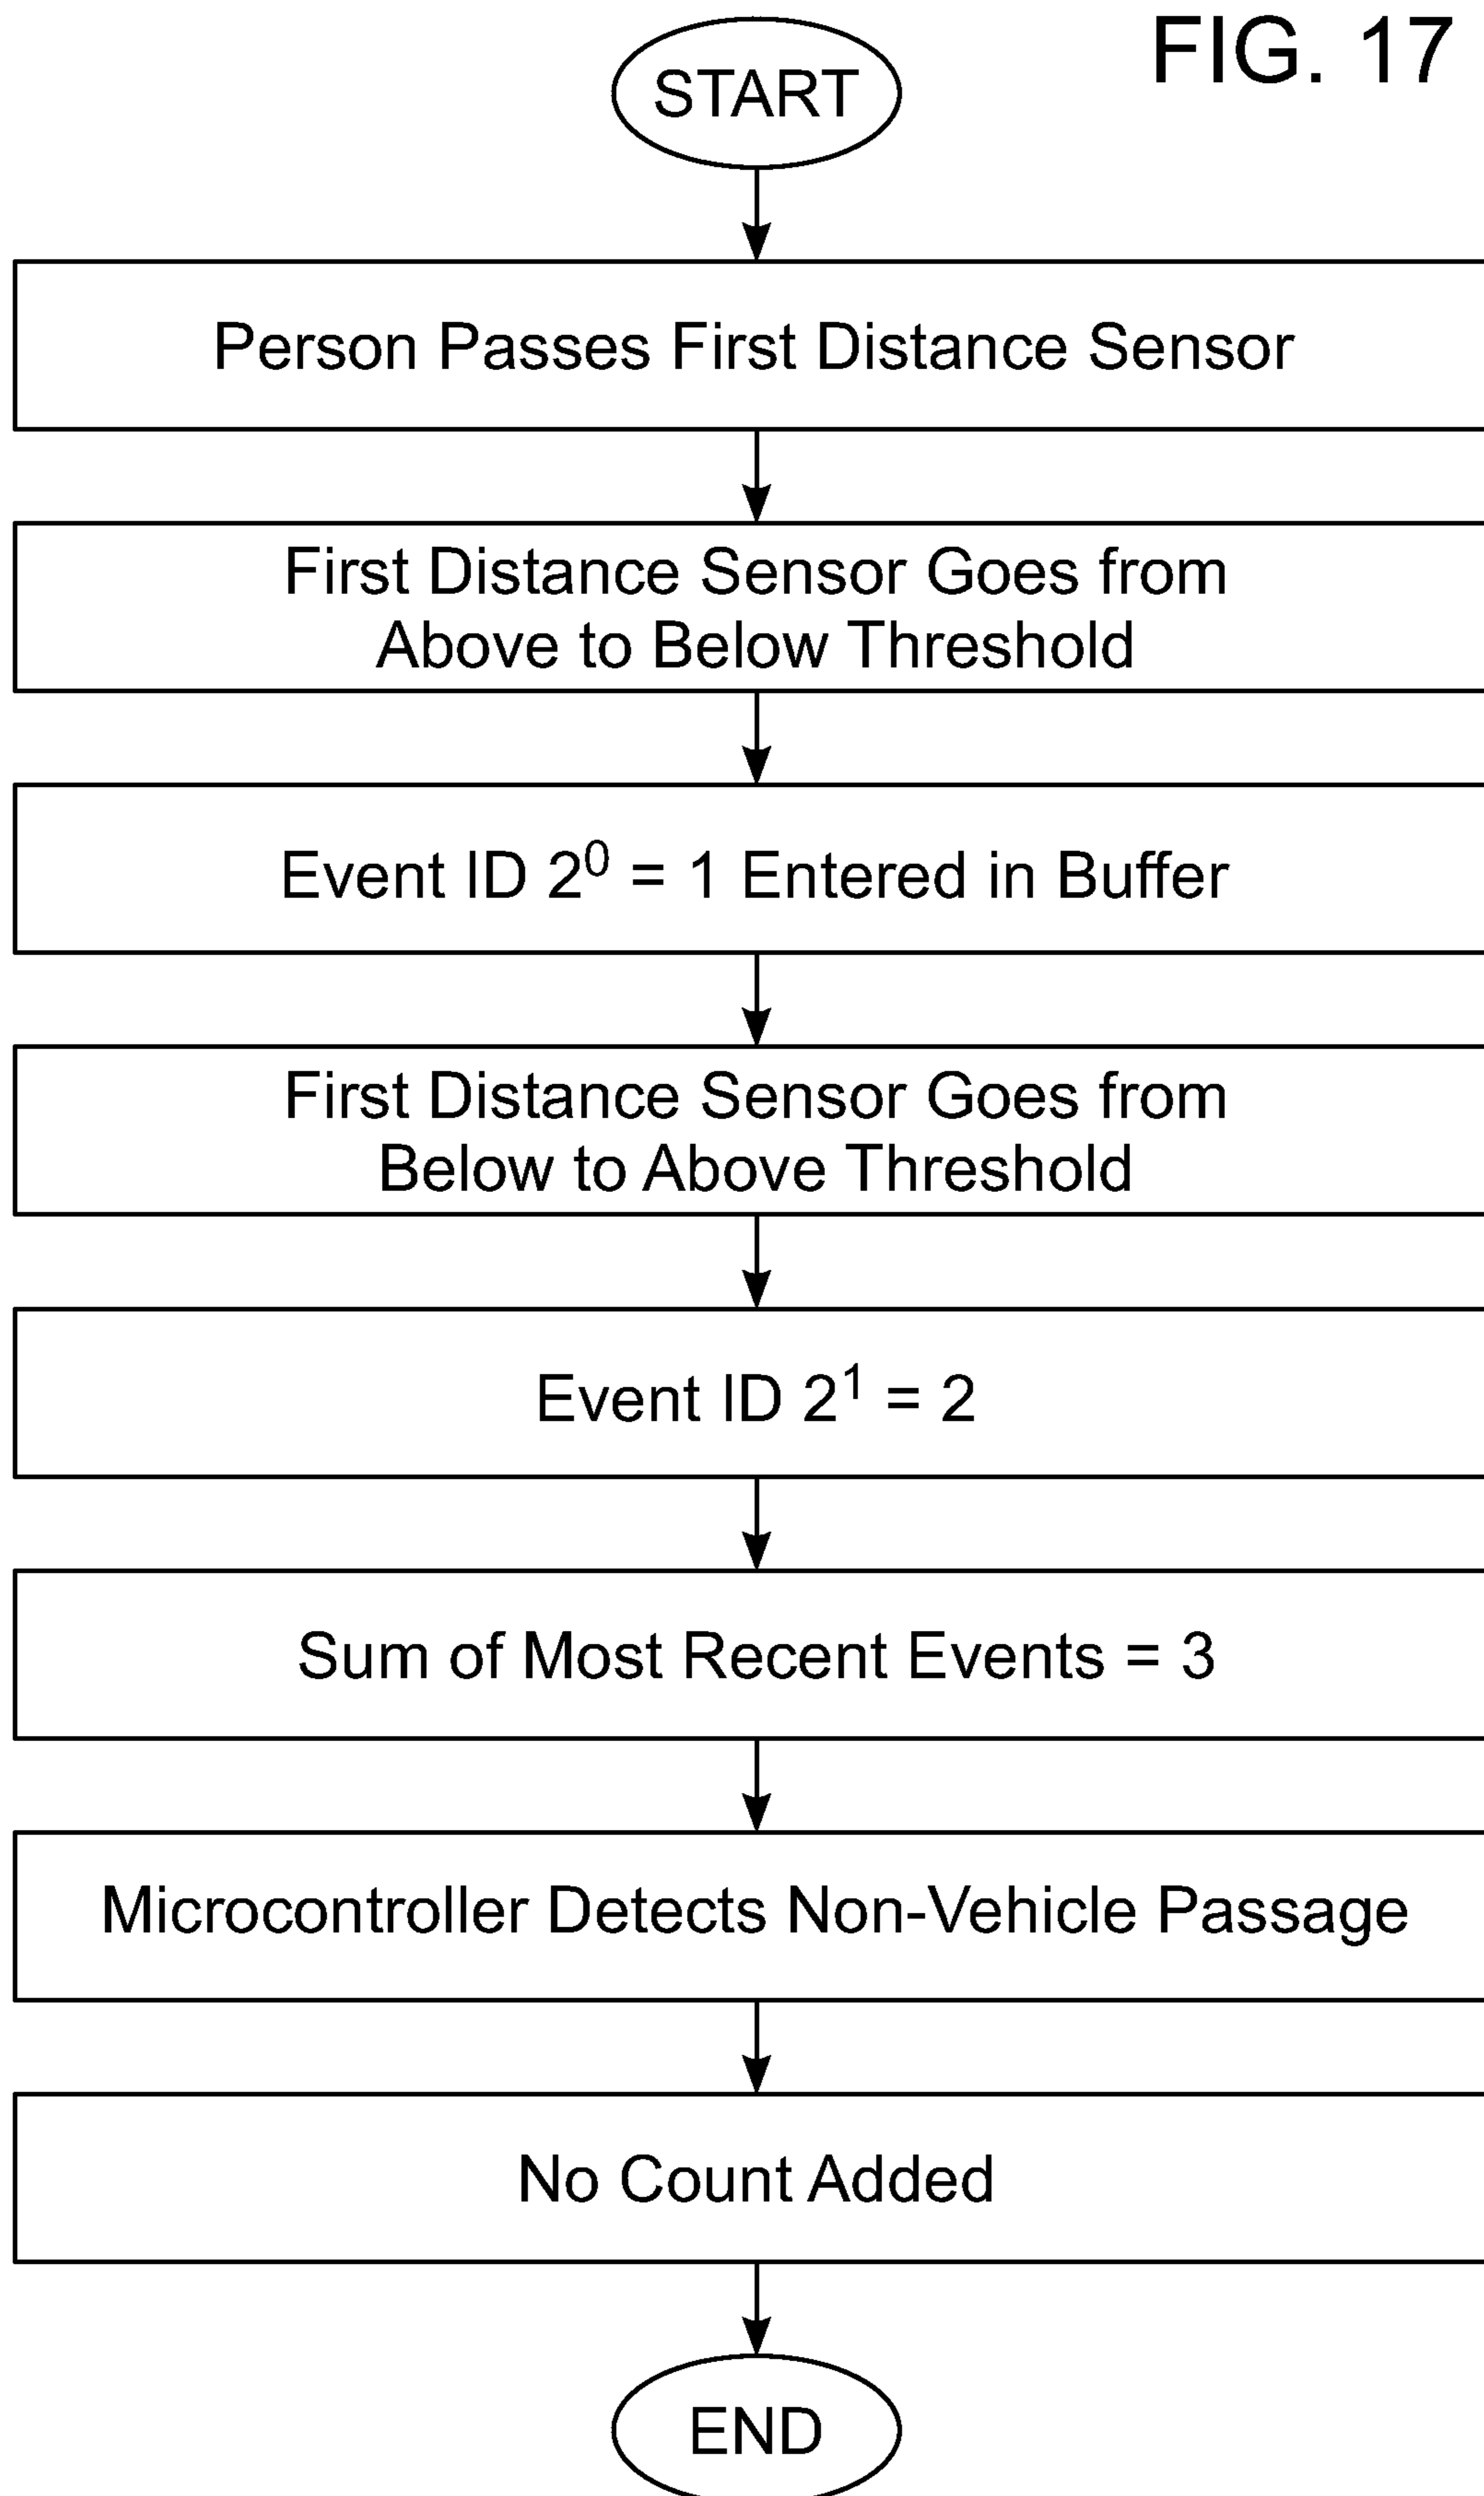 FIG. 17
START
Person Passes First Distance Sensor
First Distance Sensor Goes from
Above to Below Threshold
Event ID 2⁰ = 1 Entered in Buffer
First Distance Sensor Goes from
Below to Above Threshold
Event ID 2¹ = 2
Sum of Most Recent Events = 3
Microcontroller Detects Non-Vehicle Passage
No Count Added
END